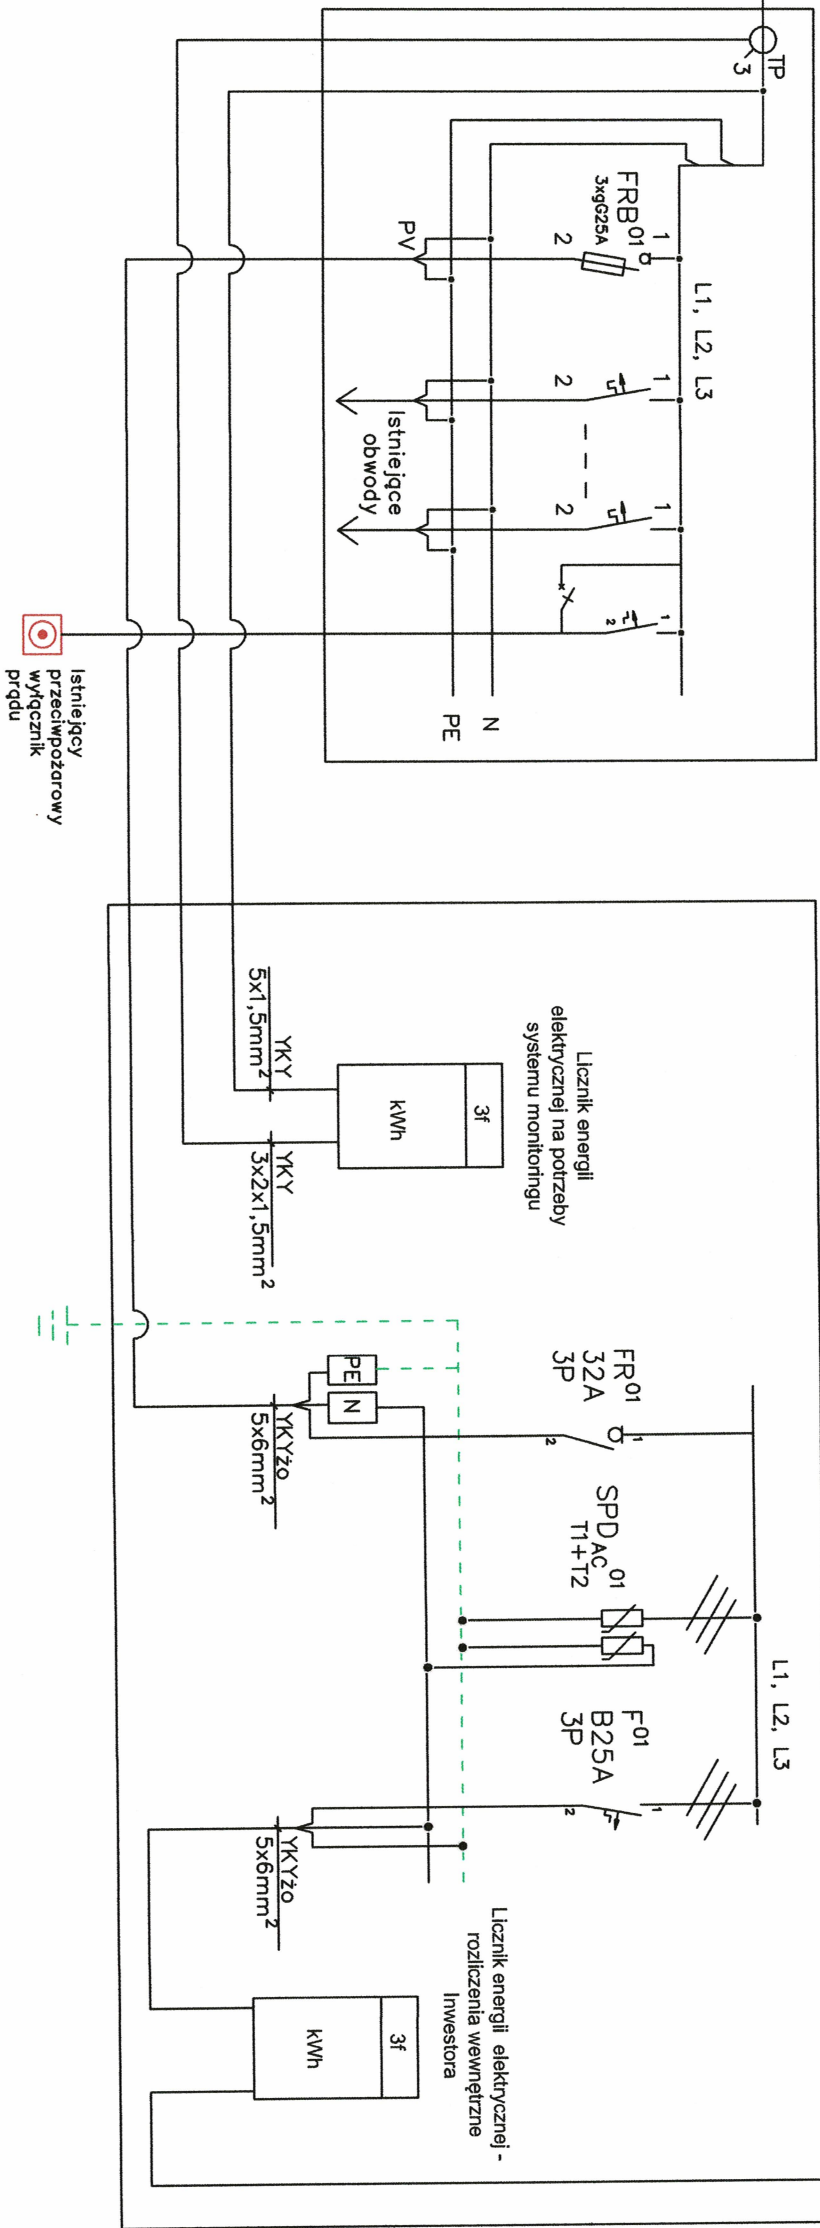 TP
3
FRB01
3xgG25A
1
2
L1, L2, L3
PV
1
2
Istniejące
obwody
1
2
1
2
N
PE
Istniejący
przeciwpożarowy
wyłącznik
prądu
Licznik energii
elektrycznej na potrzeby
systemu monitoringu
3f
kWh
YKY
5x1,5mm²
YKY
3x2x1,5mm²
FR01
32A
3P
1
2
PE
N
YKYżo
5x6mm²
SPDAC01
T1+T2
L1, L2, L3
F01
B25A
3P
1
2
YKYżo
5x6mm²
Licznik energii elektrycznej -
rozliczenia wewnętrzne
Inwestora
3f
kWh